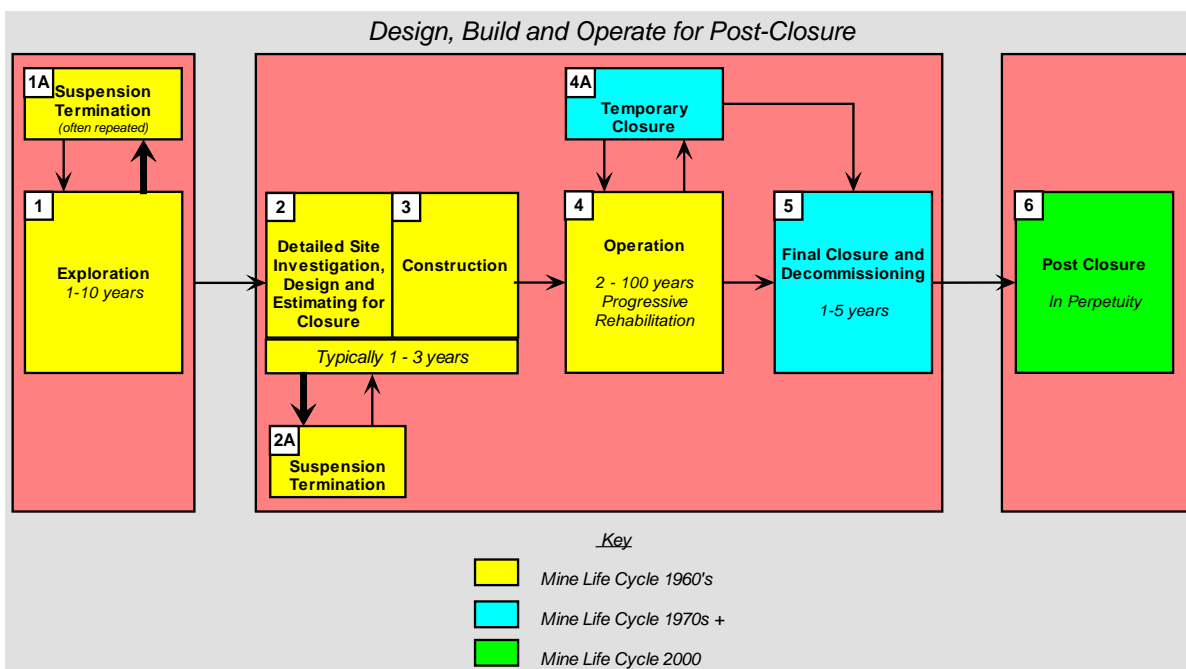 Design, Build and Operate for Post-Closure
1A
Suspension
Termination
(often repeated)
1
Exploration
1-10 years
2
Detailed Site
Investigation,
Design and
Estimating for
Closure
3
Construction
Typically 1 - 3 years
2A
Suspension
Termination
4A
Temporary
Closure
4
Operation
2 - 100 years
Progressive
Rehabilitation
5
Final Closure and
Decommissioning
1-5 years
6
Post Closure
In Perpetuity
Key
Mine Life Cycle 1960's
Mine Life Cycle 1970s +
Mine Life Cycle 2000